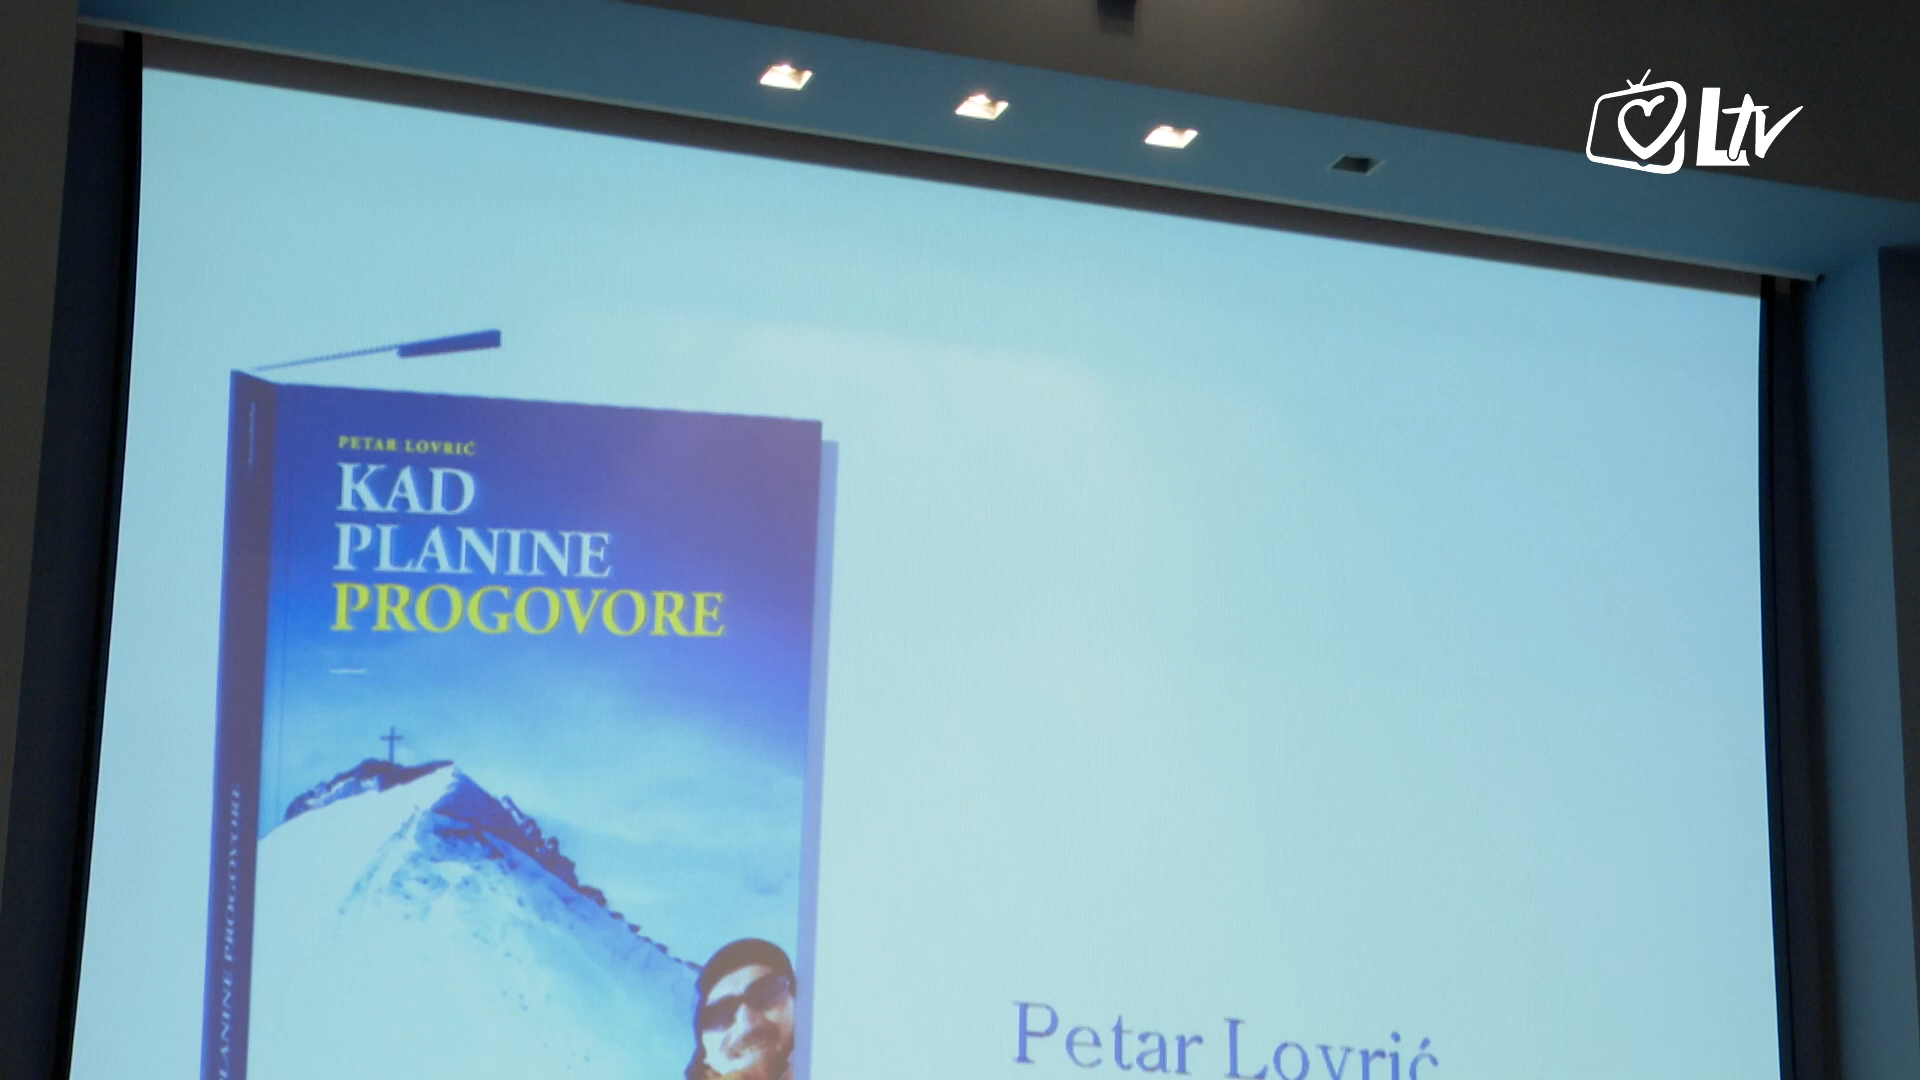 LTV
PETAR LOVRIĆ
KAD
PLANINE
PROGOVORE
PLANINE PROGOVORE
Petar Lovrić